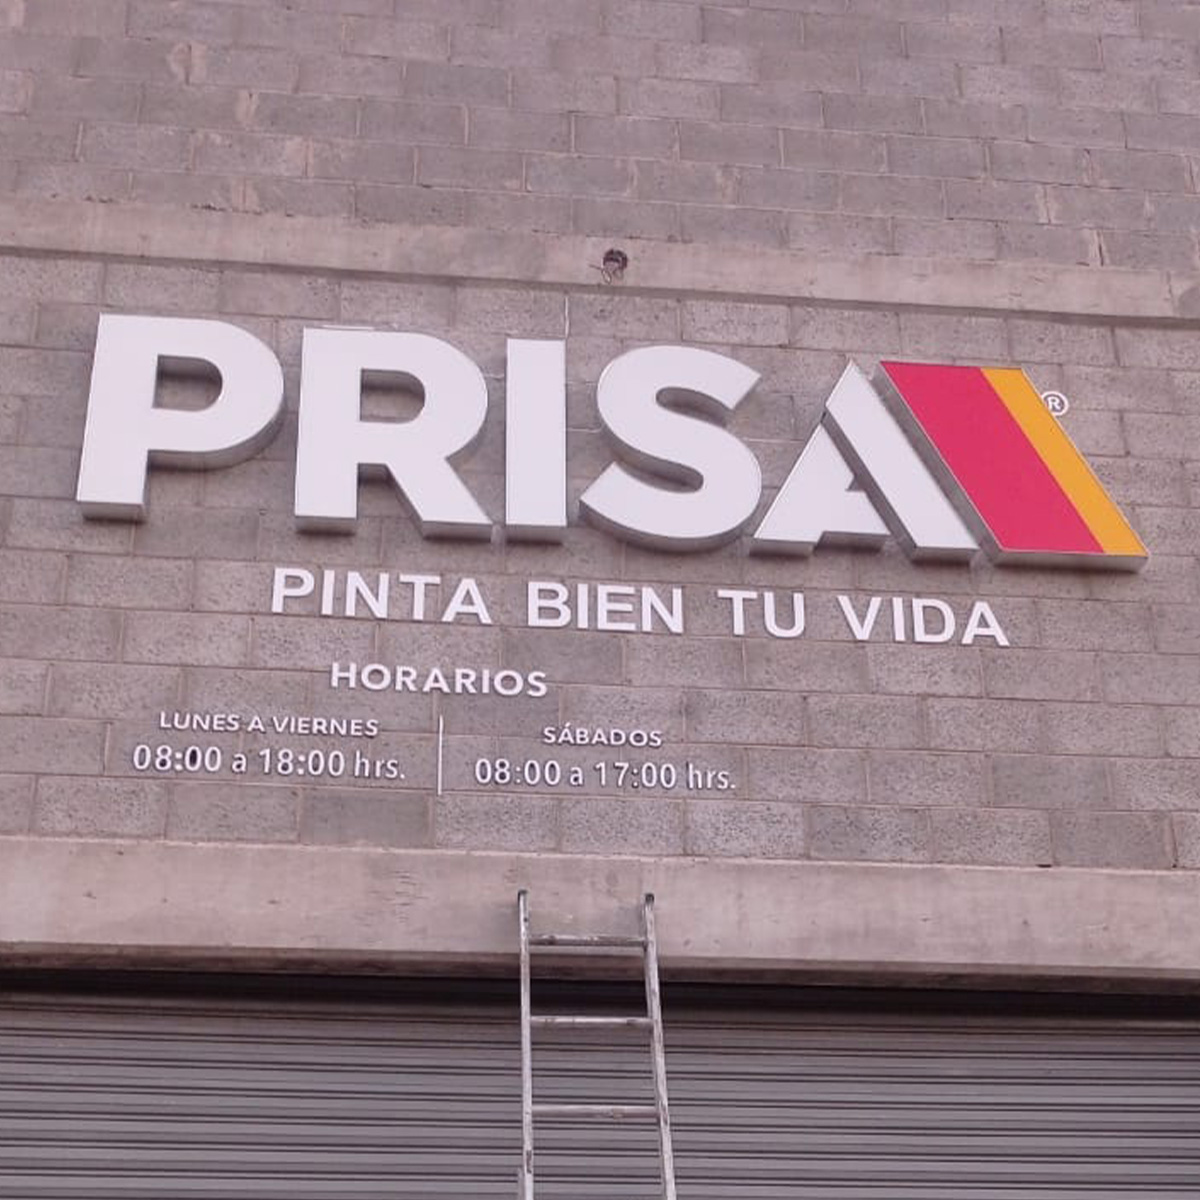 PRISA®
PINTA BIEN TU VIDA
HORARIOS
LUNES A VIERNES
08:00 a 18:00 hrs.
SÁBADOS
08:00 a 17:00 hrs.